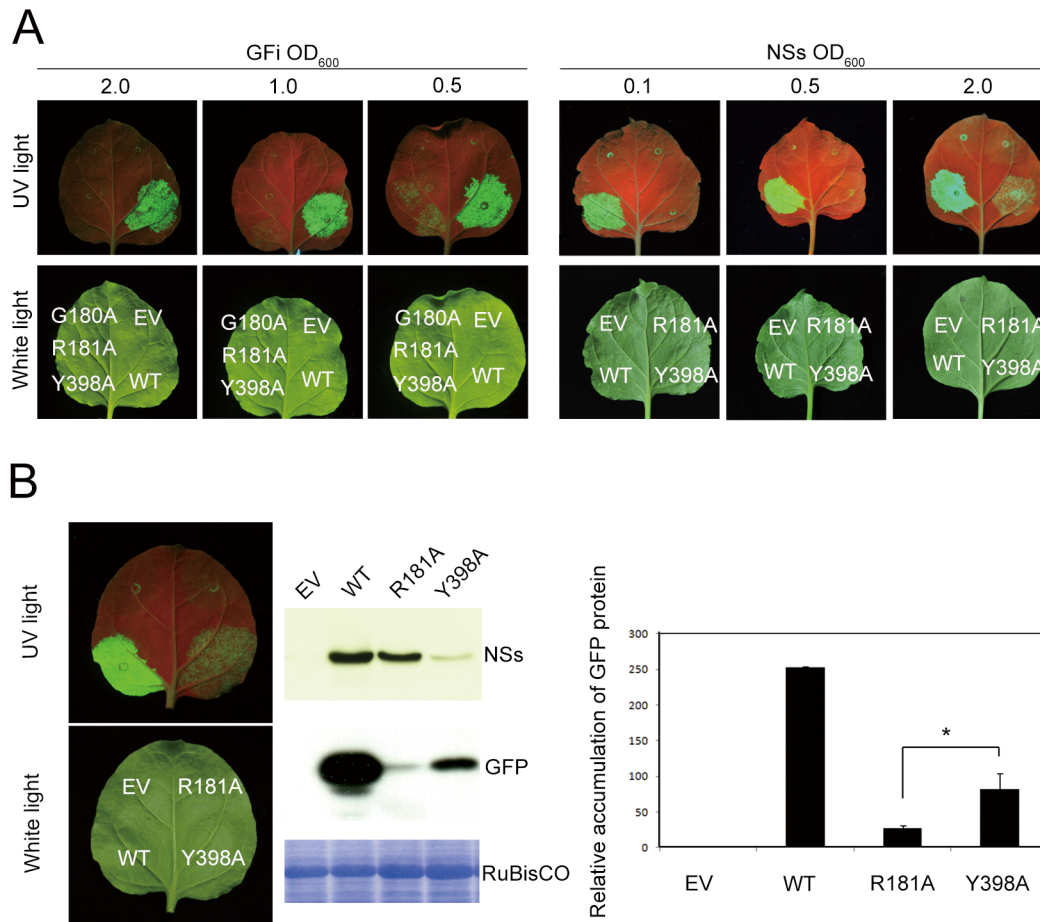 A
GFi OD600
NSs OD600
2.0
1.0
0.5
0.1
0.5
2.0
UV light
White light
G180A EV
R181A
Y398A WT
G180A EV
R181A
Y398A WT
G180A EV
R181A
Y398A WT
EV R181A
WT Y398A
EV R181A
WT Y398A
EV R181A
WT Y398A
B
UV light
White light
EV R181A
WT Y398A
EV WT R181A Y398A
NSs
GFP
RuBisCO
Relative accumulation of GFP protein
300
250
200
150
100
50
0
*
EV WT R181A Y398A